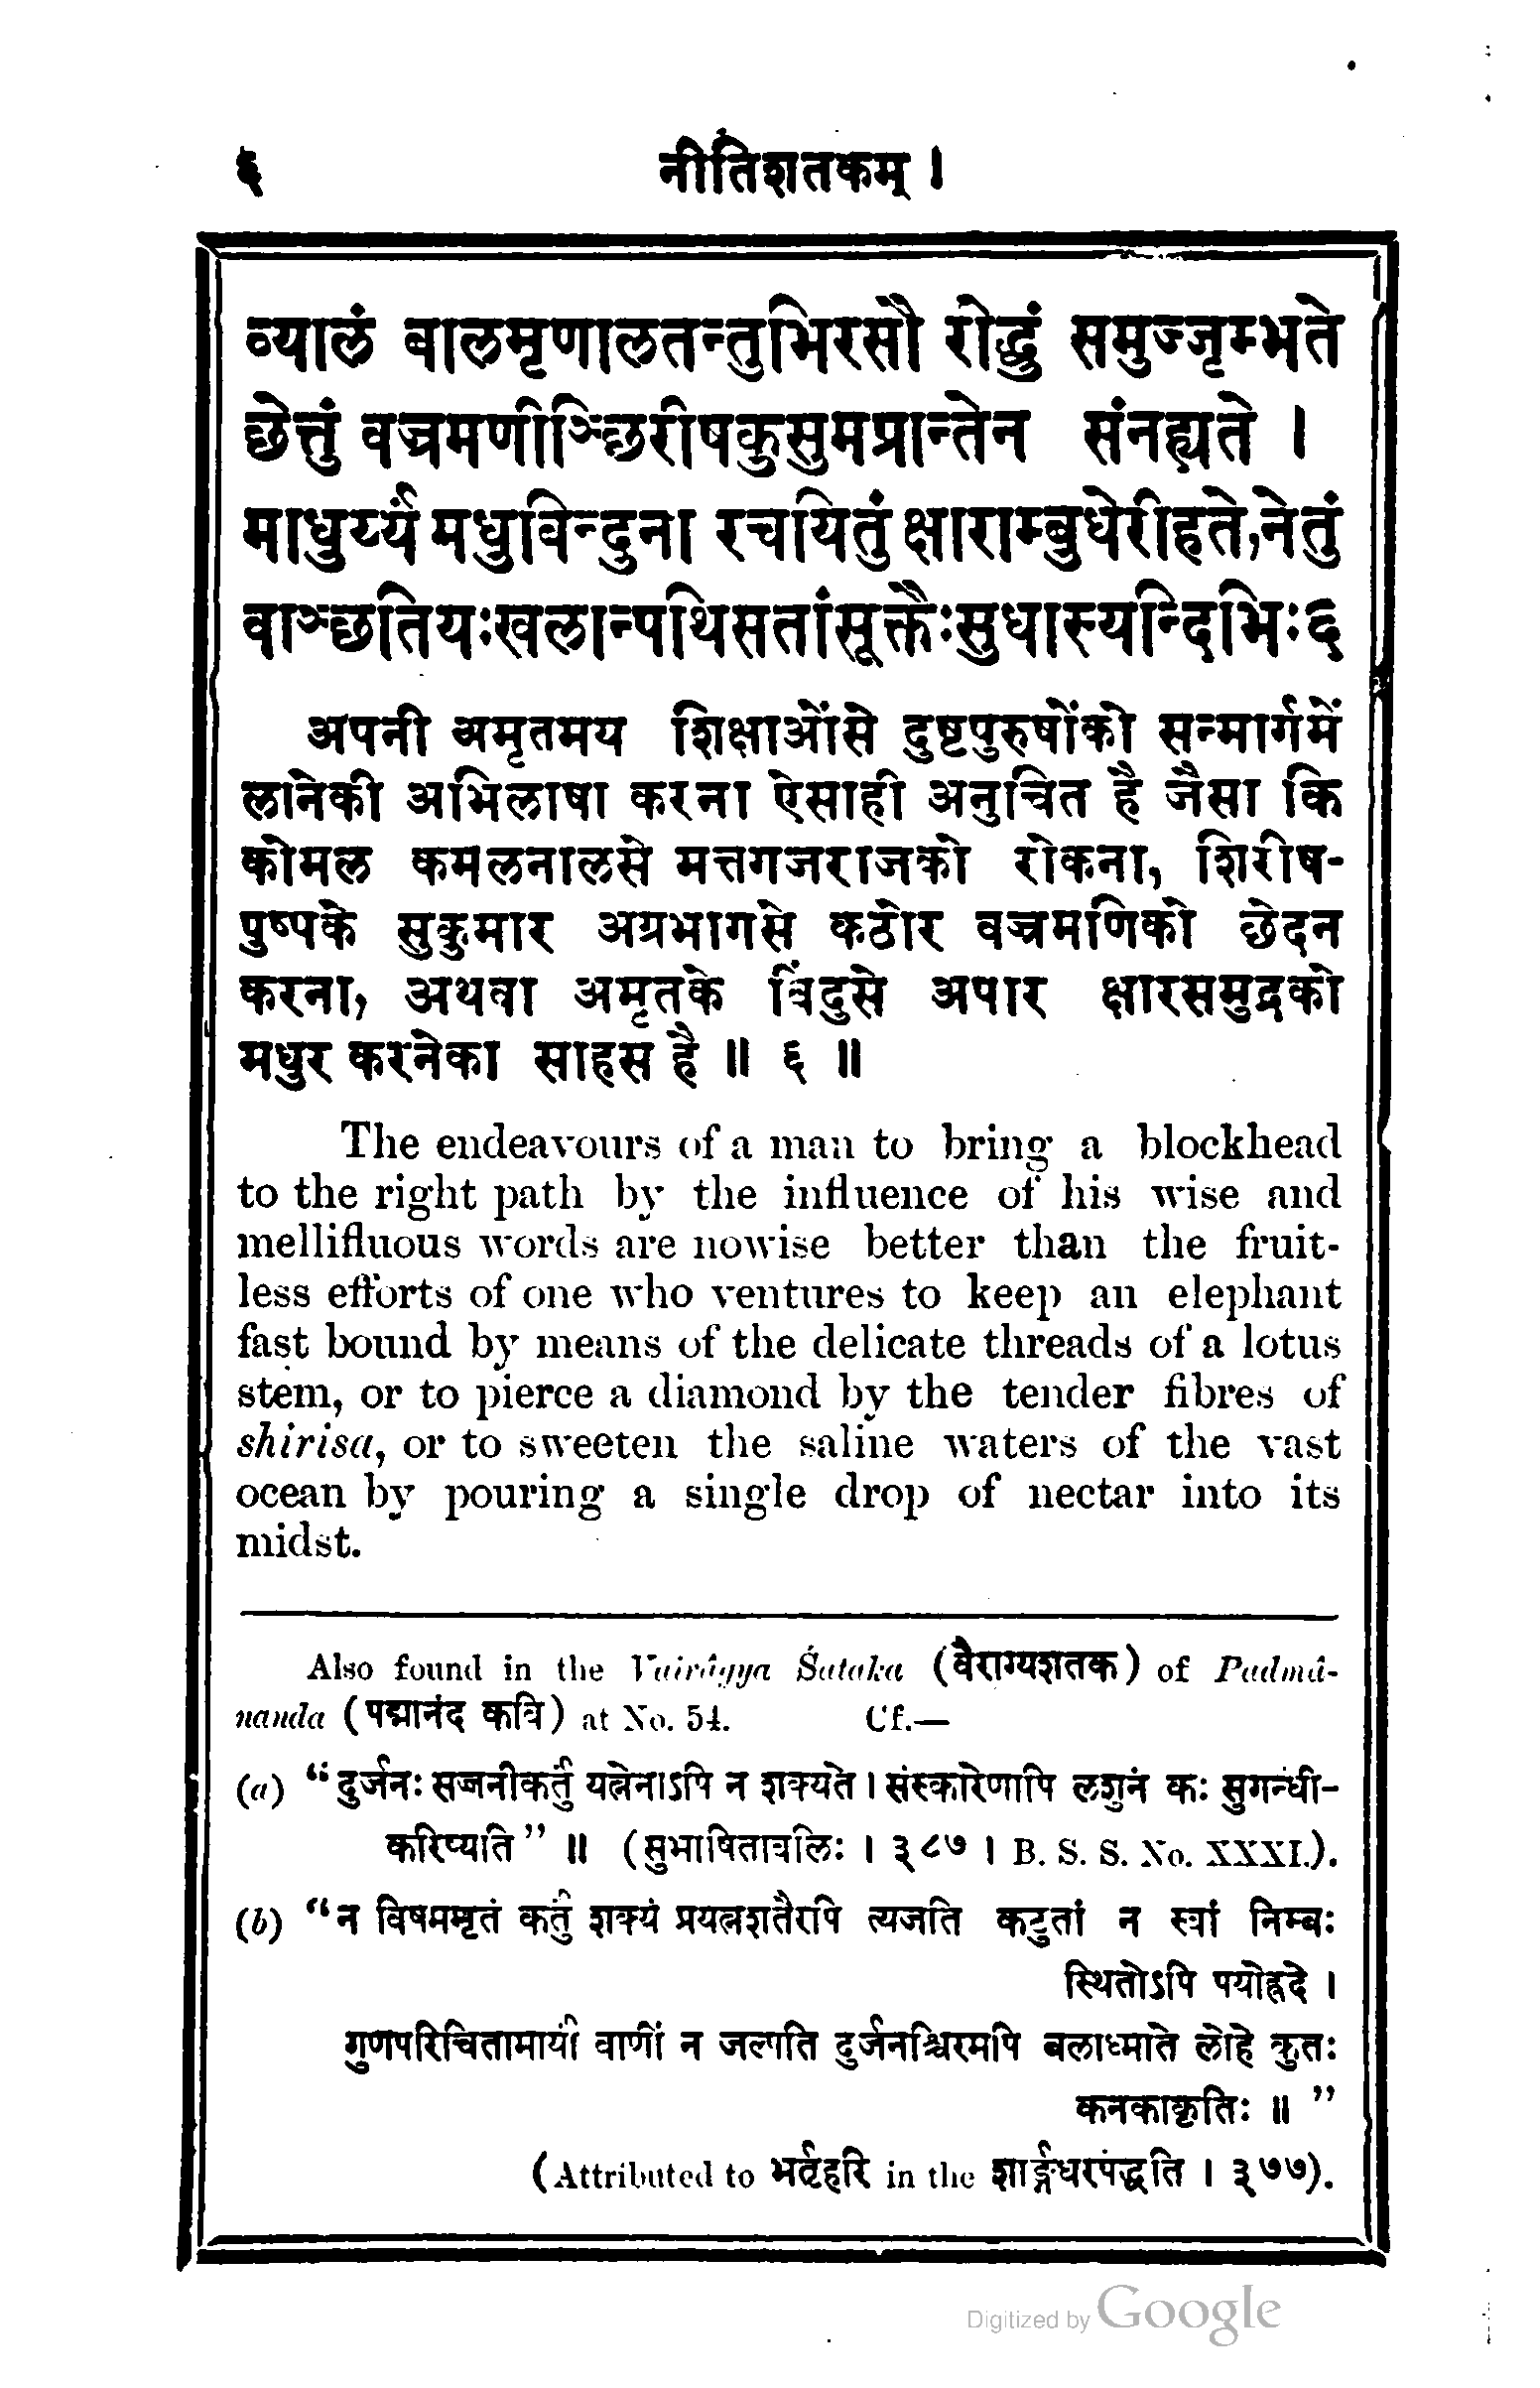 ६ नीतिशतकम् ।
व्यालं बालमृणालतन्तुभिरसौ रोद्धुं समुज्जृम्भते
छेत्तुं वज्रमणीञ्छिरीषकुसुमप्रान्तेन संनह्यते ।
माधुर्य्यं मधुबिन्दुना रचयितुं क्षाराम्बुधेरीहते,नेतुं
वाञ्छतियःखलान्पथिसतांसूक्तैःसुधास्यन्दिभिः६
अपनी अमृतमय शिक्षाओंसे दुष्टपुरुषोंको सन्मार्गमें
लानेकी अभिलाषा करना ऐसाही अनुचित है जैसा कि
कोमल कमलनालसे मत्तगजराजको रोकना, शिरीष-
पुष्पके सुकुमार अग्रभागसे कठोर वज्रमणिको छेदन
करना, अथवा अमृतके बिंदुसे अपार क्षारसमुद्रको
मधुर करनेका साहस है ॥ ६ ॥
The endeavours of a man to bring a blockhead
to the right path by the influence of his wise and
mellifluous words are nowise better than the fruit-
less efforts of one who ventures to keep an elephant
fast bound by means of the delicate threads of a lotus
stem, or to pierce a diamond by the tender fibres of
shirisa, or to sweeten the saline waters of the vast
ocean by pouring a single drop of nectar into its
midst.
Also found in the Vairâgya Śataka (वैराग्यशतक) of Padmâ-
nanda (पद्मानंद कवि) at No. 54. Cf.—
(a) “दुर्जनः सज्जनीकर्तुं यत्नेनाऽपि न शक्यते । संस्कारेणापि लशुनं कः सुगन्धी-
करिष्यति” ॥ (सुभाषितावलिः । ३८७ । B. S. S. No. XXXI.).
(b) “न विषममृतं कर्तुं शक्यं प्रयत्नशतैरपि त्यजति कटुतां न स्वां निम्बः
स्थितोऽपि पयोह्रदे ।
गुणपरिचितामार्यां वाणीं न जल्पति दुर्जनश्चिरमपि बलाध्माते लोहे कुतः
कनकाकृतिः ॥ ”
(Attributed to भर्तृहरि in the शार्ङ्गधरपद्धति । ३७७).
Digitized by Google